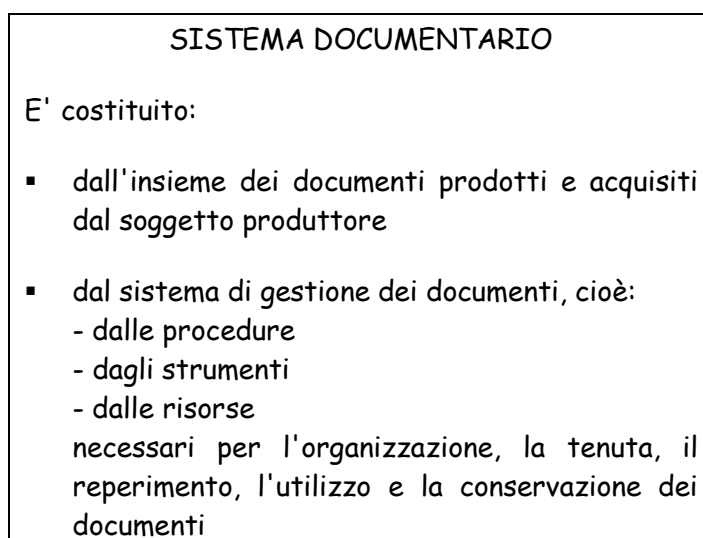 SISTEMA DOCUMENTARIO
E' costituito:
▪ dall'insieme dei documenti prodotti e acquisiti
dal soggetto produttore
▪ dal sistema di gestione dei documenti, cioè:
- dalle procedure
- dagli strumenti
- dalle risorse
necessari per l'organizzazione, la tenuta, il
reperimento, l'utilizzo e la conservazione dei
documenti